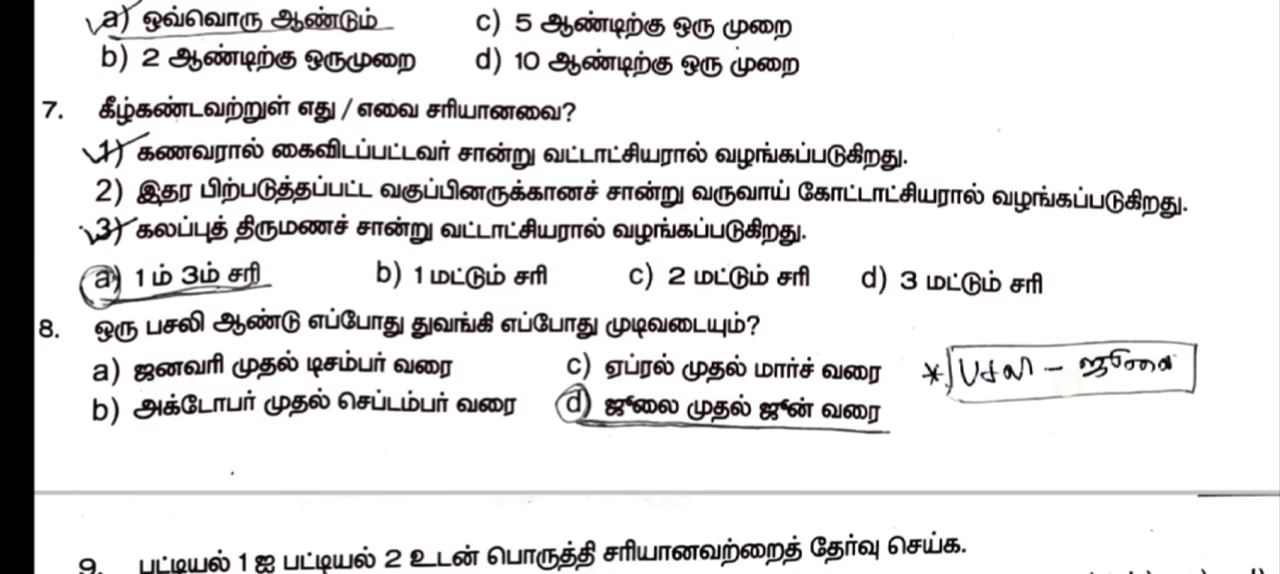 a) ஒவ்வொரு ஆண்டும் c) 5 ஆண்டிற்கு ஒரு முறை
b) 2 ஆண்டிற்கு ஒருமுறை d) 10 ஆண்டிற்கு ஒரு முறை
7. கீழ்கண்டவற்றுள் எது / எவை சரியானவை?
1) கணவரால் கைவிடப்பட்டவர் சான்று வட்டாட்சியரால் வழங்கப்படுகிறது.
2) இதர பிற்படுத்தப்பட்ட வகுப்பினருக்கானச் சான்று வருவாய் கோட்டாட்சியரால் வழங்கப்படுகிறது.
3) கலப்புத் திருமணச் சான்று வட்டாட்சியரால் வழங்கப்படுகிறது.
a) 1ம் 3ம் சரி b) 1 மட்டும் சரி c) 2 மட்டும் சரி d) 3 மட்டும் சரி
8. ஒரு பசலி ஆண்டு எப்போது துவங்கி எப்போது முடிவடையும்?
a) ஜனவரி முதல் டிசம்பர் வரை c) ஏப்ரல் முதல் மார்ச் வரை * பசலி - ஜூலை
b) அக்டோபர் முதல் செப்டம்பர் வரை d) ஜூலை முதல் ஜூன் வரை
9. பட்டியல் 1 ஐ பட்டியல் 2 உடன் பொருத்தி சரியானவற்றைத் தேர்வு செய்க.